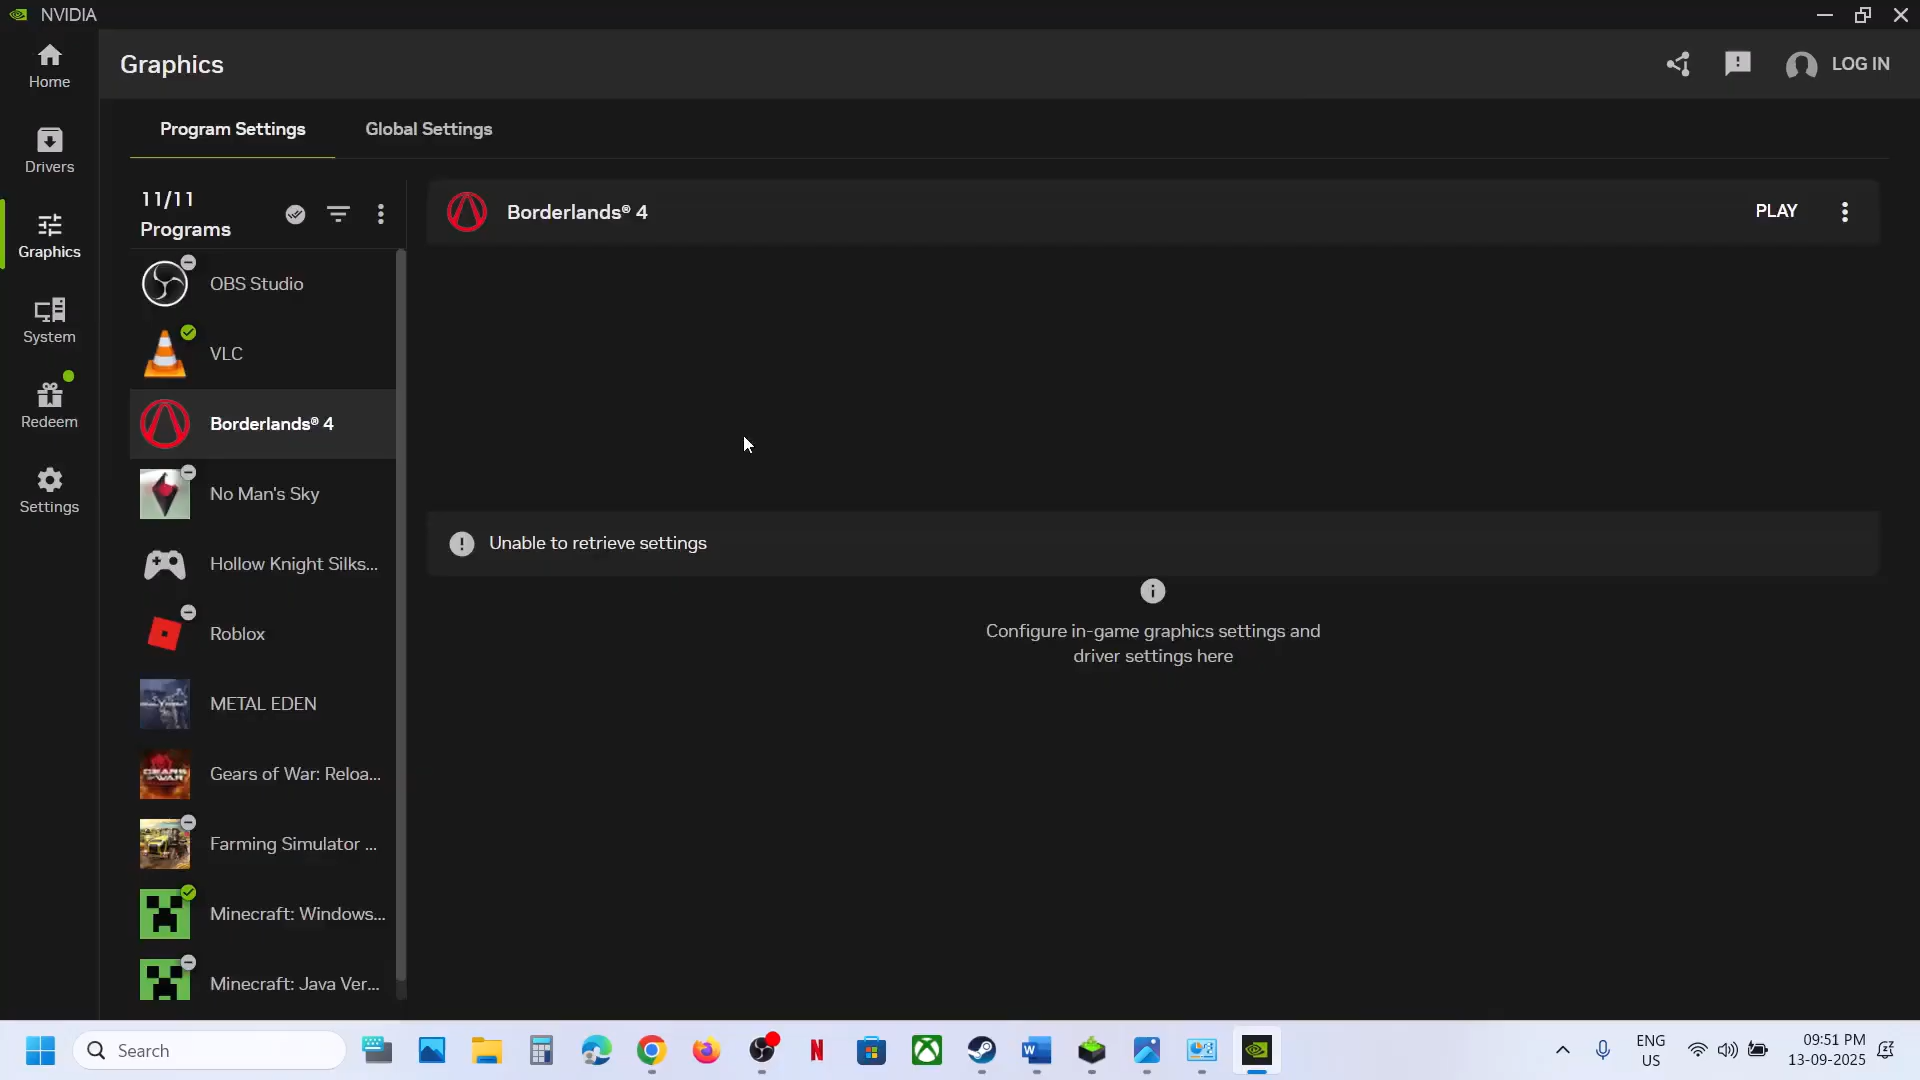 NVIDIA
Home
Drivers
Graphics
System
Redeem
Settings
Graphics
LOG IN
Program Settings
Global Settings
11/11
Programs
OBS Studio
VLC
Borderlands® 4
No Man's Sky
Hollow Knight Silks...
Roblox
METAL EDEN
Gears of War: Reloa...
Farming Simulator ...
Minecraft: Windows...
Minecraft: Java Ver...
Borderlands® 4
PLAY
Unable to retrieve settings
Configure in-game graphics settings and
driver settings here
Search
ENG
US
09:51 PM
13-09-2025